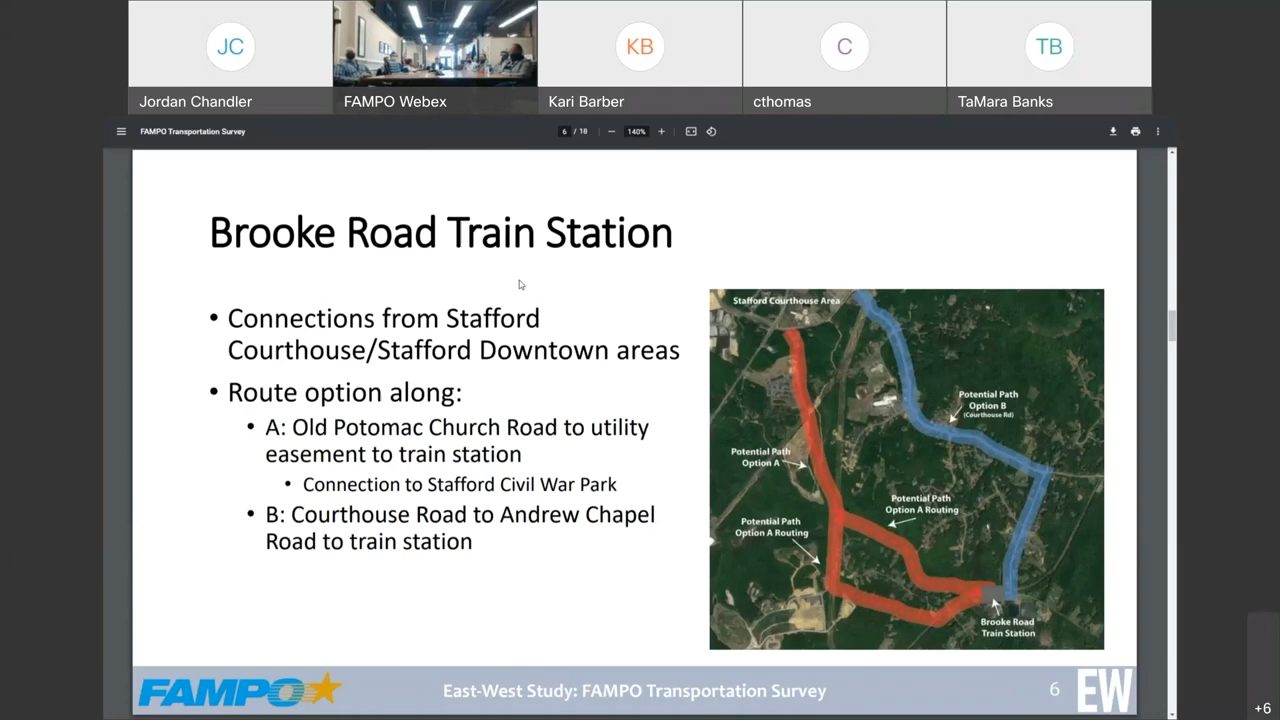 JC
KB
C
TB
Jordan Chandler
FAMPO Webex
Kari Barber
cthomas
TaMara Banks
FAMPO Transportation Survey
6 / 18
140%
Brooke Road Train Station
• Connections from Stafford
Courthouse/Stafford Downtown areas
• Route option along:
• A: Old Potomac Church Road to utility
easement to train station
• Connection to Stafford Civil War Park
• B: Courthouse Road to Andrew Chapel
Road to train station
Stafford Courthouse Area
Potential Path
Option B
(Courthouse Rd)
Potential Path
Option A
Potential Path
Option A Routing
Potential Path
Option A Routing
Brooke Road
Train Station
FAMPO
East-West Study: FAMPO Transportation Survey
6
EW
+6